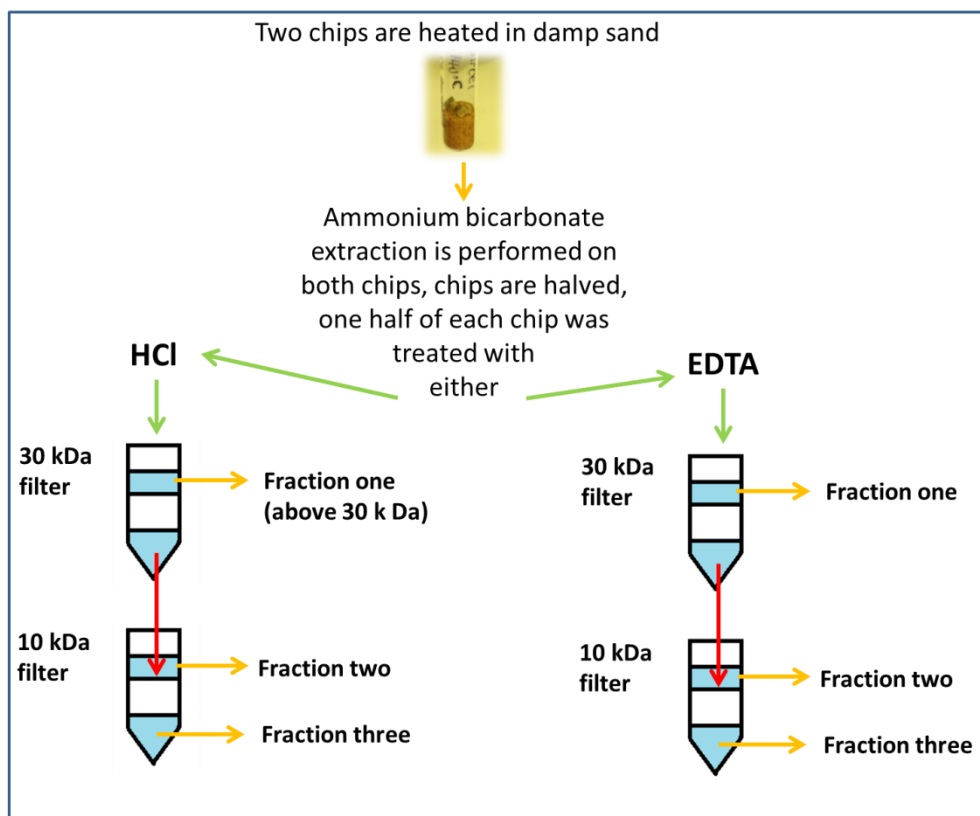 Two chips are heated in damp sand
Ammonium bicarbonate
extraction is performed on
both chips, chips are halved,
one half of each chip was
treated with
either
HCl
EDTA
30 kDa
filter
Fraction one
(above 30 k Da)
10 kDa
filter
Fraction two
Fraction three
30 kDa
filter
Fraction one
10 kDa
filter
Fraction two
Fraction three